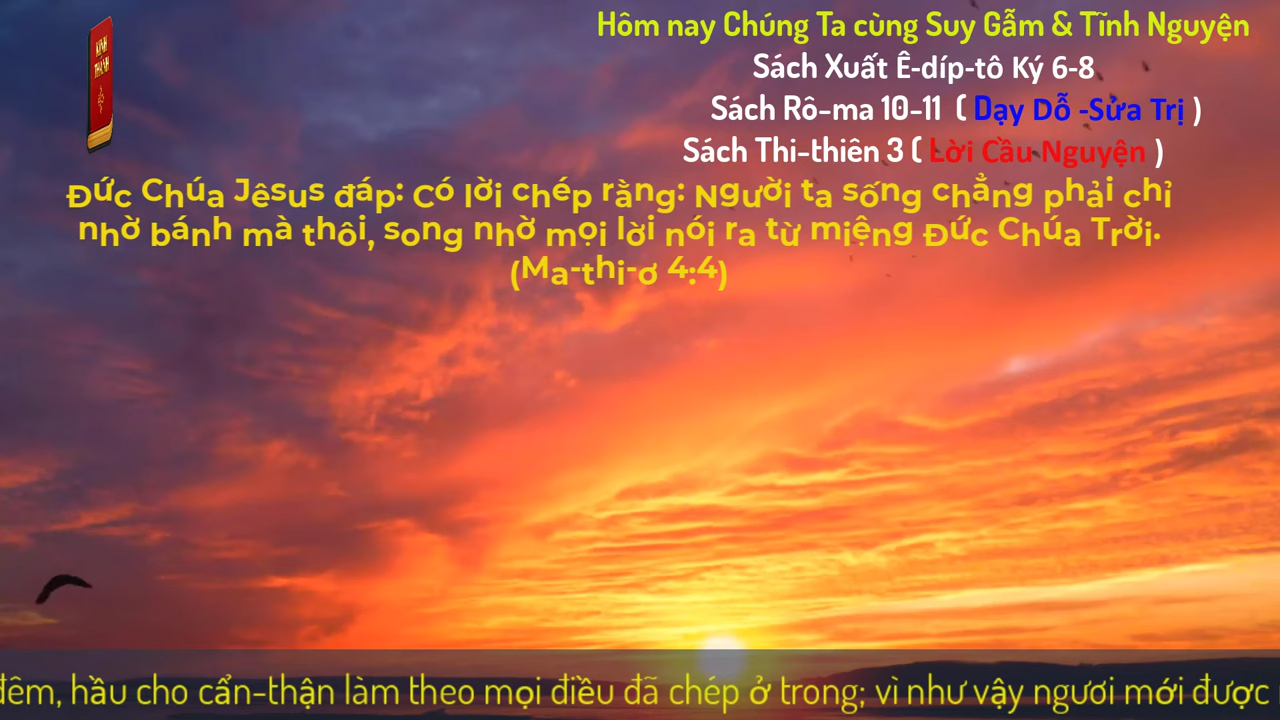 Hôm nay Chúng Ta cùng Suy Gẫm & Tĩnh Nguyện
Sách Xuất Ê-díp-tô Ký 6-8
Sách Rô-ma 10-11 ( Dạy Dỗ -Sửa Trị )
Sách Thi-thiên 3 ( Lời Cầu Nguyện )
KINH
THÁNH
Đức Chúa Jêsus đáp: Có lời chép rằng: Người ta sống chẳng phải chỉ
nhờ bánh mà thôi, song nhờ mọi lời nói ra từ miệng Đức Chúa Trời.
(Ma-thi-ơ 4:4)
đêm, hầu cho cẩn-thận làm theo mọi điều đã chép ở trong; vì như vậy ngươi mới được